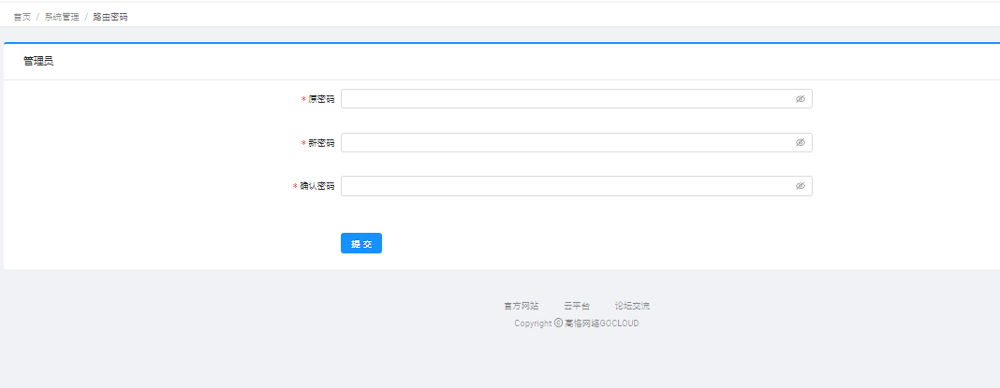 首页 / 系统管理 / 路由密码
管理员
* 原密码
* 新密码
* 确认密码
提 交
官方网站 云平台 论坛交流
Copyright © 高格网络GOCLOUD